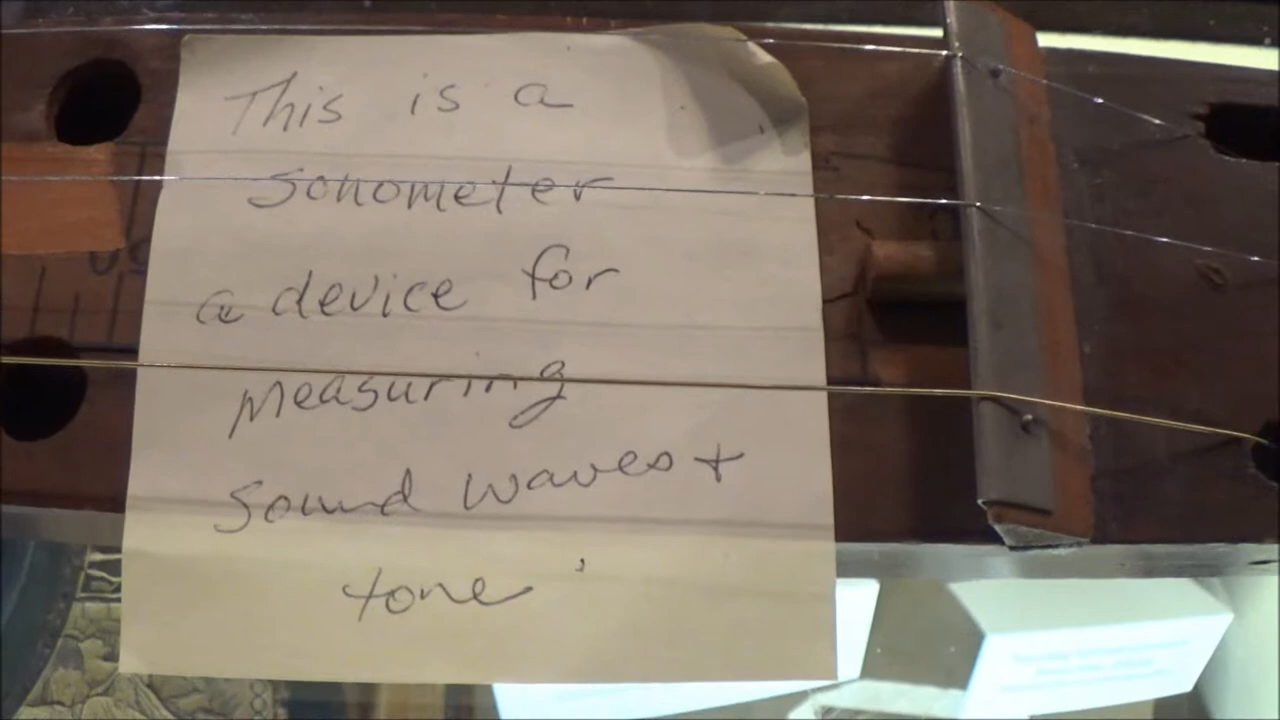 This is a
sonometer
a device for
measuring
sound waves +
tone